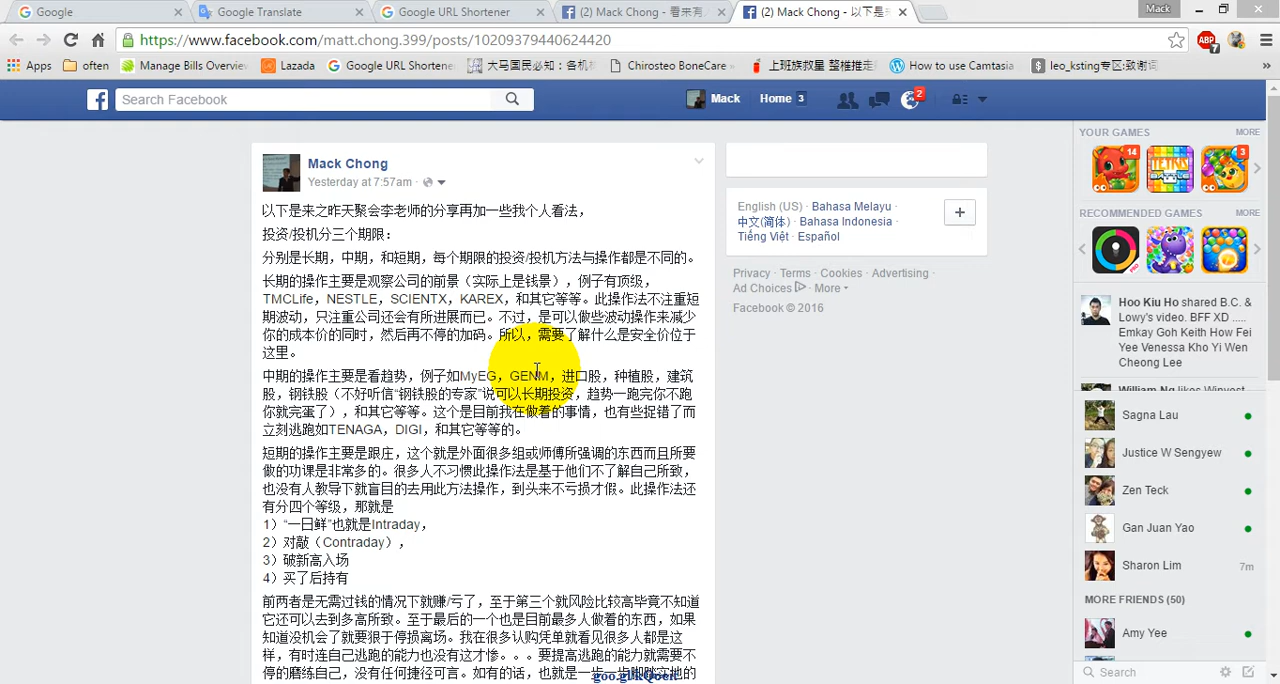 Google
Google Translate
Google URL Shortener
(2) Mack Chong - 看来有人
(2) Mack Chong - 以下是来
Mack
https://www.facebook.com/matt.chong.399/posts/10209379440624420
ABP
7
Apps
often
Manage Bills Overview
Lazada
Google URL Shortene
大马国民必知：各机构
Chirosteo BoneCare
上班族救星 整椎推走
How to use Camtasia
leo_ksting专区:致谢词
Search Facebook
Mack
Home 3
2
Mack Chong
Yesterday at 7:57am
以下是来之昨天聚会李老师的分享再加一些我个人看法，
投资/投机分三个期限：
分别是长期，中期，短期，每个期限的投资投机方法与操作都是不同的。
长期的操作主要是观察公司的前景（实际上是钱景），例子有顶级，
TMCLife，NESTLE，SCIENTX，KAREX，和其它等等。此操作法不注重短
期波动，只注重公司还有所进展而已。不过，是可以做些波动操作来减少
你的成本价的同时，然后再不停的加码。所以，需要了解什么是安全价位于
这里。
中期的操作主要是看趋势，例子如MyEG，GENM，进口股，种植股，建筑
股，钢铁股（不好听由“钢铁股的专家”说可以长期投资，趋势一跑完你不跑
你就完蛋了），和其它等等。这个是目前我在做着的事情，也有些捉错了而
立刻逃跑如TENAGA，DIGI，和其它等等的。
短期的操作主要是跟庄，这个就是外面很多组或师傅所强调的东西而且所要
做的功课是非常多的。很多人不习惯此操作法是基于他们不了解自己所致，
也没有人教导下就盲目的去用此方法操作，到头来不亏损才假。此操作法还
有分四个等级，那就是
1）“一日鲜”也就是Intraday，
2）对敲（Contraday），
3）破新高入场
4）买了后持有
前两者是无需过钱的情况下就赚/亏了，至于第三个就风险比较高毕竟不知道
它还可以去到多高所致。至于最后的一个也是目前最多人做着的东西，如果
知道没机会了就要狠于停损离场。我在很多认购凭单就看见很多人都是这
样，有时连自己逃跑的能力也没有这才惨。。。要提高逃跑的能力就需要不
停的磨练自己，没有任何捷径可言。如有的话，也就是一步一步脚踏实地的
YOUR GAMES
MORE
14
3
RECOMMENDED GAMES
MORE
English (US) · Bahasa Melayu ·
中文(简体) · Bahasa Indonesia ·
Tiếng Việt · Español
Privacy · Terms · Cookies · Advertising ·
Ad Choices · More
Facebook © 2016
Hoo Kiu Ho shared B.C. &
Lowy's video. BFF XD .....
Emkay Goh Keith How Fei
Yee Venessa Kho Yi Wen
Cheong Lee
William Ng likes
Sagna Lau
Justice W Sengyew
Zen Teck
Gan Juan Yao
Sharon Lim 7m
MORE FRIENDS (50)
Amy Yee
Search